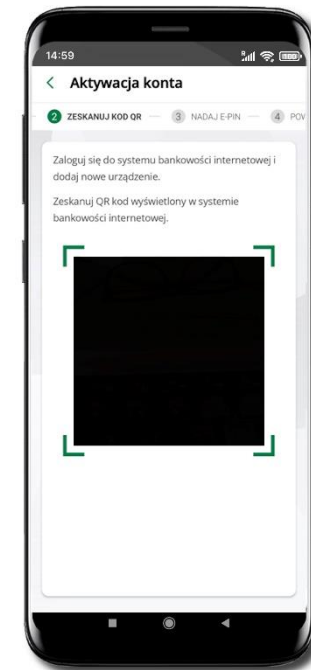 14:59
Aktywacja konta
2 ZESKANUJ KOD QR 3 NADAJ E-PIN 4 POW
Zaloguj się do systemu bankowości internetowej i
dodaj nowe urządzenie.
Zeskanuj QR kod wyświetlony w systemie
bankowości internetowej.